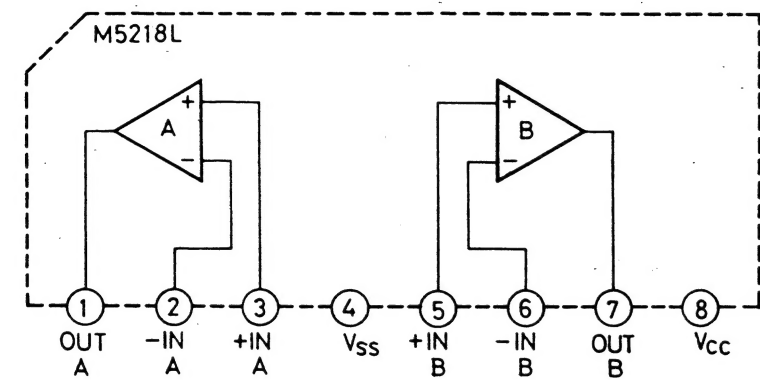 M5218L
+ A −
+ B −
1 2 3 4 5 6 7 8
OUT A
−IN A
+IN A
VSS
+IN B
−IN B
OUT B
VCC